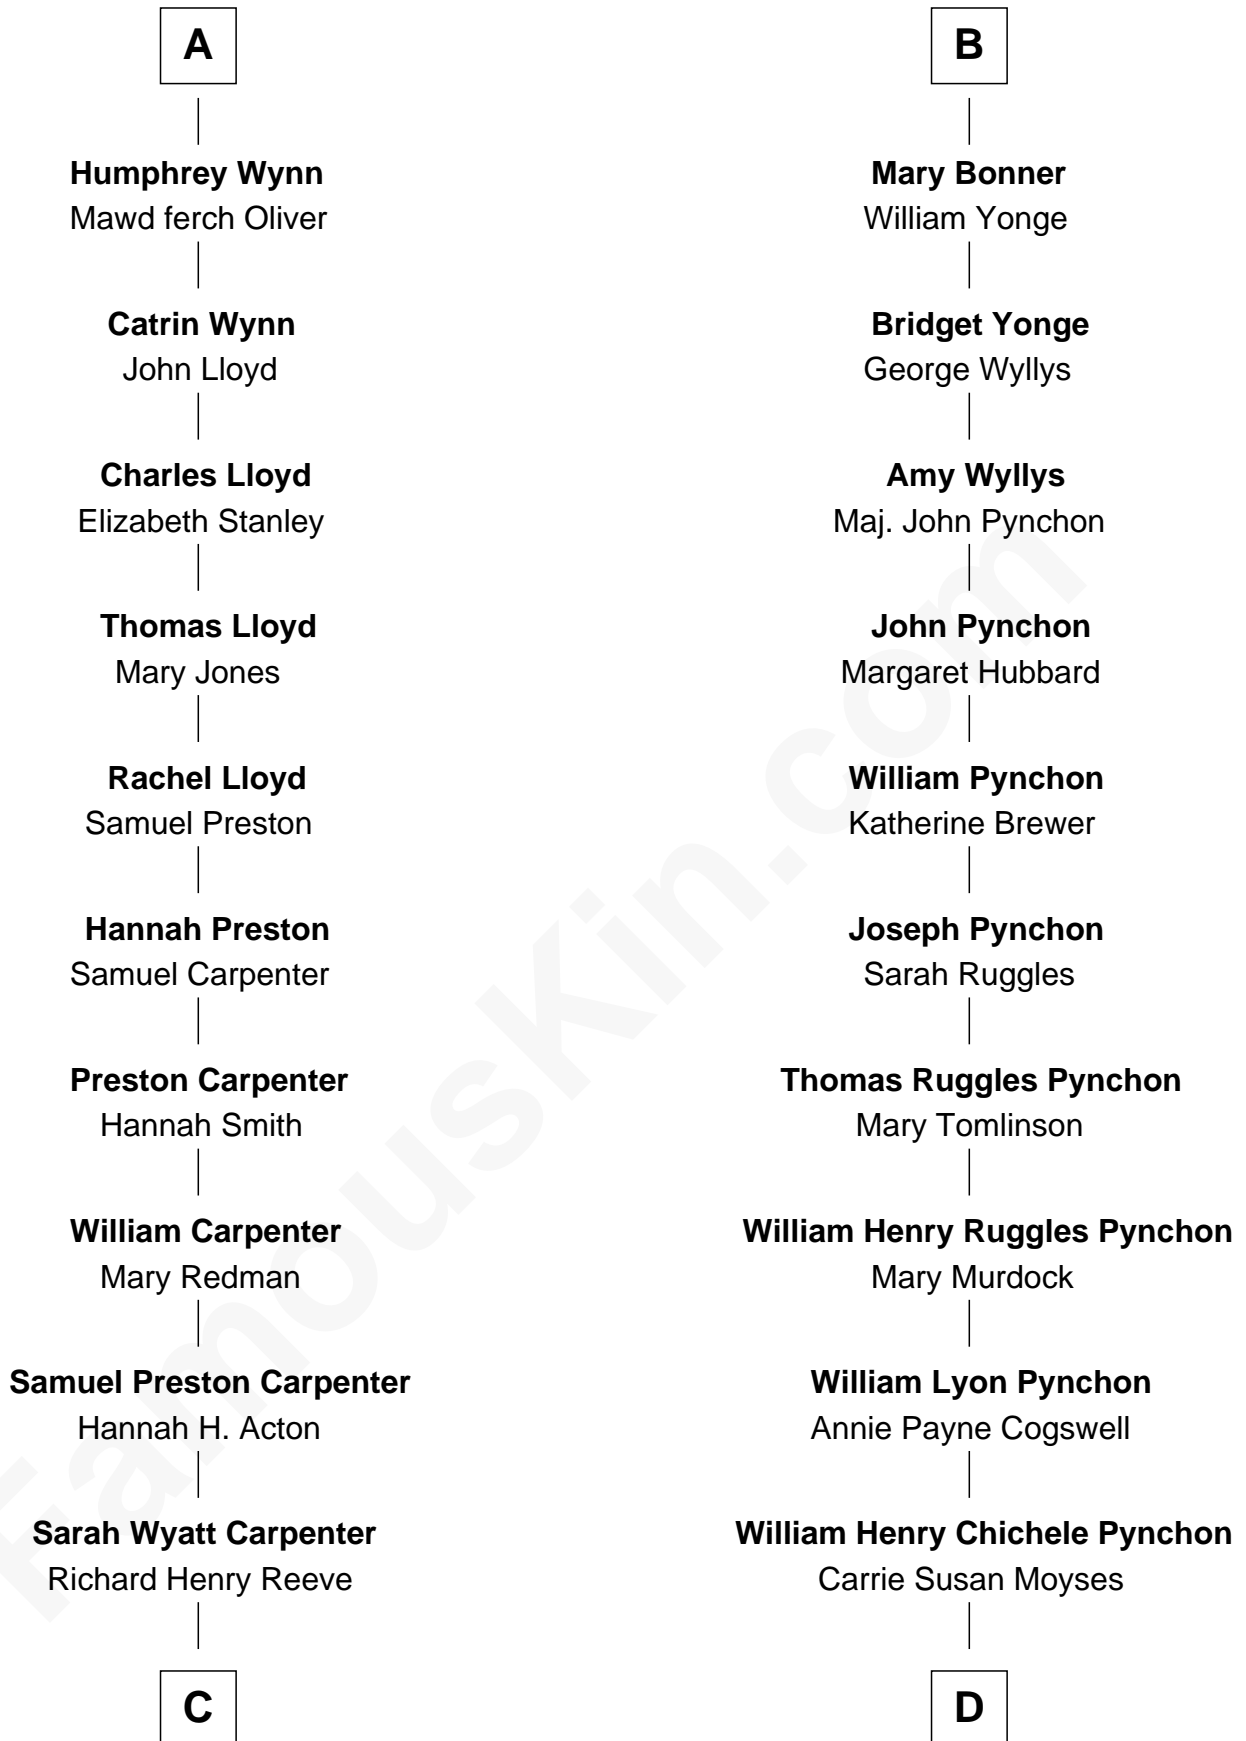 A
Humphrey Wynn
Mawd ferch Oliver
Catrin Wynn
John Lloyd
Charles Lloyd
Elizabeth Stanley
Thomas Lloyd
Mary Jones
Rachel Lloyd
Samuel Preston
Hannah Preston
Samuel Carpenter
Preston Carpenter
Hannah Smith
William Carpenter
Mary Redman
Samuel Preston Carpenter
Hannah H. Acton
Sarah Wyatt Carpenter
Richard Henry Reeve
C
B
Mary Bonner
William Yonge
Bridget Yonge
George Wyllys
Amy Wyllys
Maj. John Pynchon
John Pynchon
Margaret Hubbard
William Pynchon
Katherine Brewer
Joseph Pynchon
Sarah Ruggles
Thomas Ruggles Pynchon
Mary Tomlinson
William Henry Ruggles Pynchon
Mary Murdock
William Lyon Pynchon
Annie Payne Cogswell
William Henry Chichele Pynchon
Carrie Susan Moyses
D
FamousKin.com